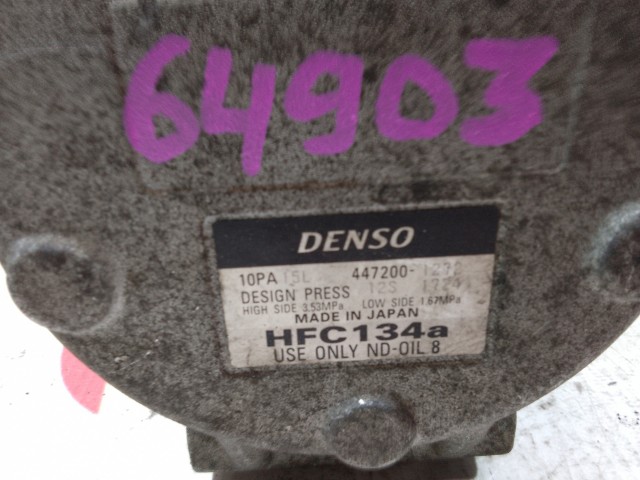 64903
DENSO
10PA 447200-
DESIGN PRESS 12S
HIGH SIDE 3.53MPa LOW SIDE 1.67MPa
MADE IN JAPAN
HFC134a
USE ONLY ND-OIL 8